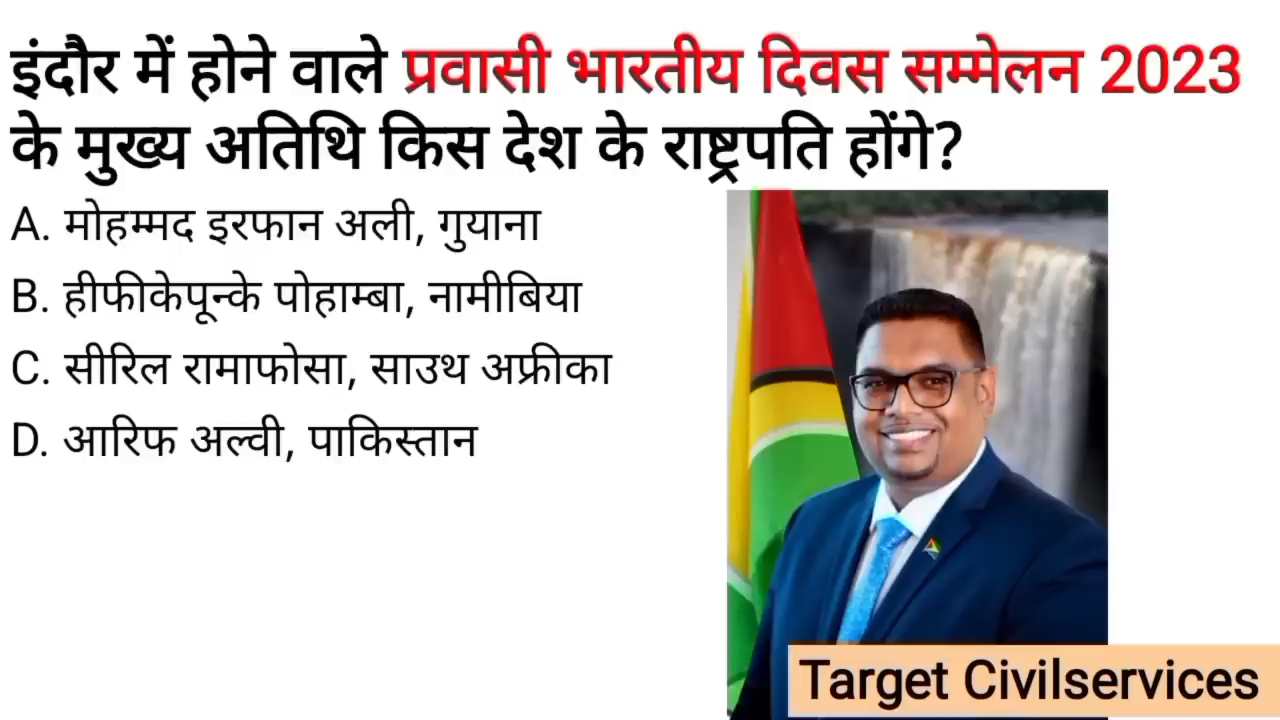 इंदौर में होने वाले प्रवासी भारतीय दिवस सम्मेलन 2023
के मुख्य अतिथि किस देश के राष्ट्रपति होंगे?
A. मोहम्मद इरफान अली, गुयाना
B. हीफीकेपून्के पोहाम्बा, नामीबिया
C. सीरिल रामाफोसा, साउथ अफ्रीका
D. आरिफ अल्वी, पाकिस्तान
Target Civilservices